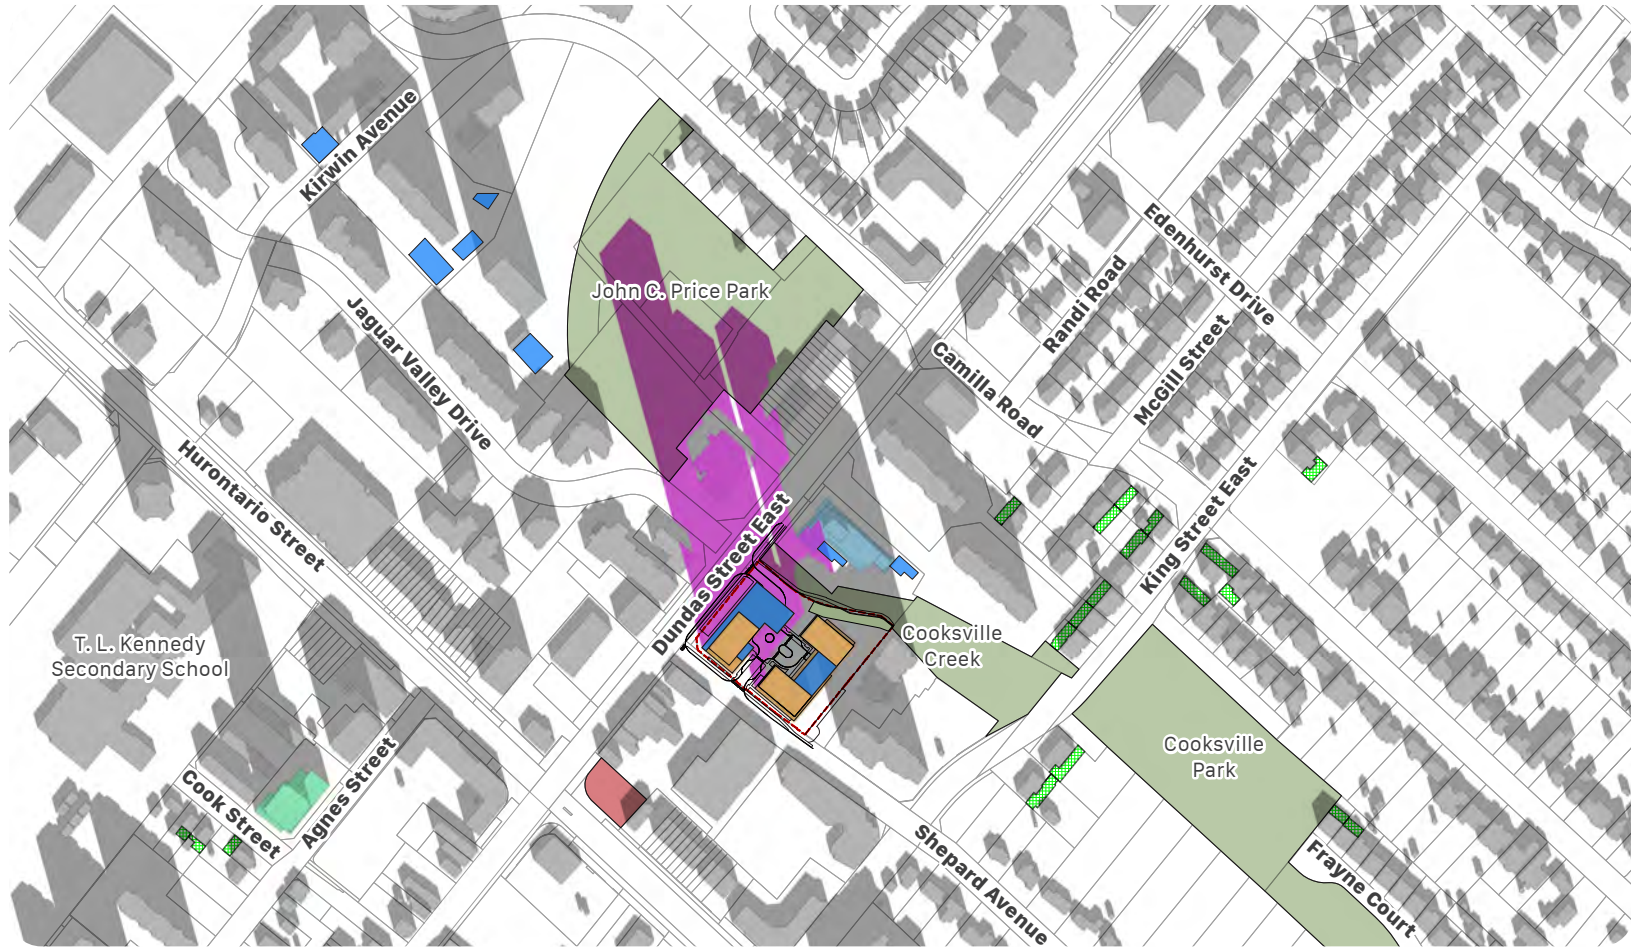 Kirwin Avenue
Edenhurst Drive
John C. Price Park
Randi Road
Jaguar Valley Drive
McGill Street
Camilla Road
Hurontario Street
King Street East
Dundas Street East
T. L. Kennedy
Secondary School
Cooksville
Creek
Cooksville
Park
Cook Street
Agnes Street
Shepard Avenue
Frayne Court